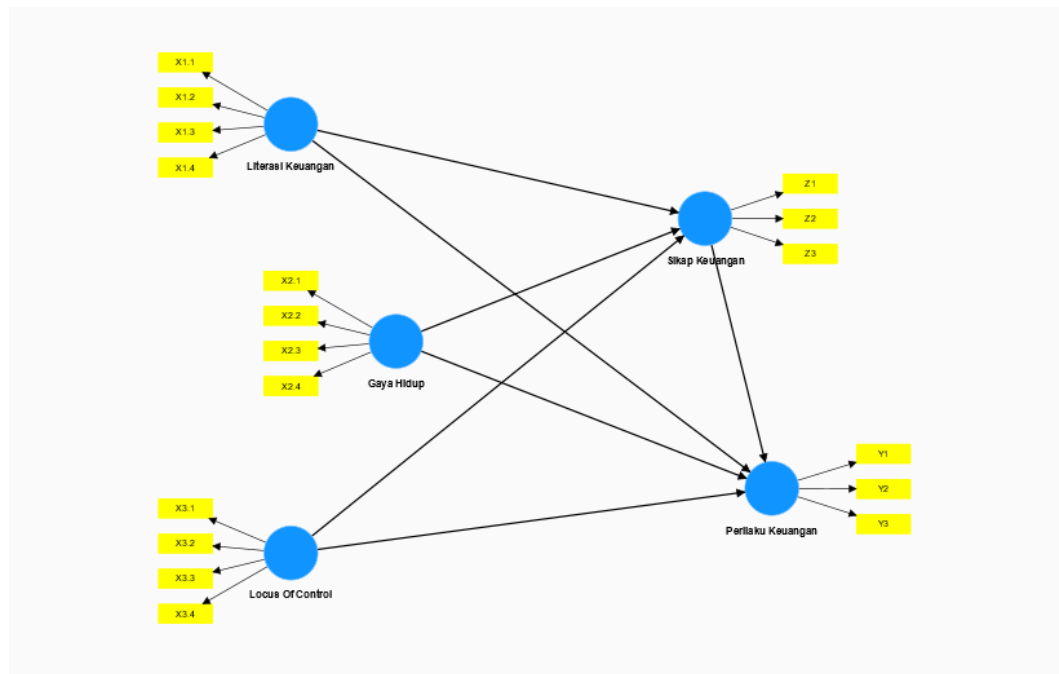 X1.1
X1.2
X1.3
X1.4
Literasi Keuangan
Z1
Z2
Z3
Sikap Keuangan
X2.1
X2.2
X2.3
X2.4
Gaya Hidup
Y1
Y2
Y3
Perilaku Keuangan
X3.1
X3.2
X3.3
X3.4
Locus Of Control